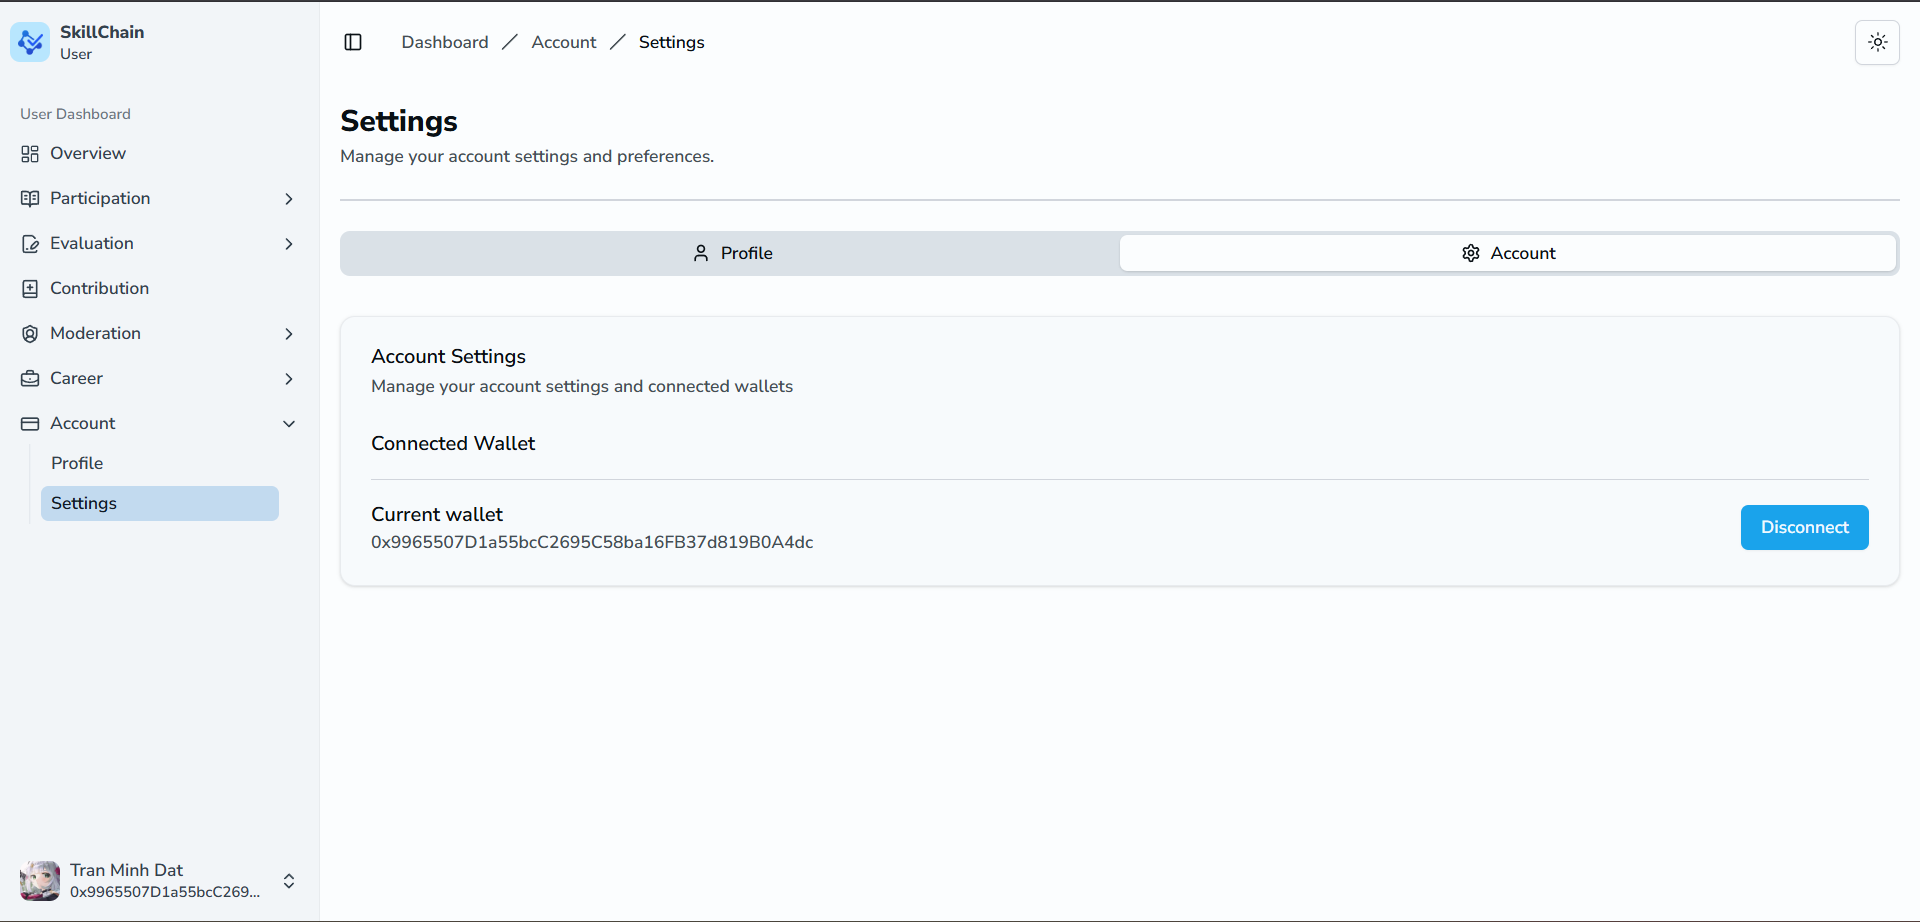 SkillChain
User
User Dashboard
Overview
Participation
Evaluation
Contribution
Moderation
Career
Account
Profile
Settings
Tran Minh Dat
0x9965507D1a55bcC269...
Dashboard / Account / Settings
Settings
Manage your account settings and preferences.
Profile
Account
Account Settings
Manage your account settings and connected wallets
Connected Wallet
Current wallet
0x9965507D1a55bcC2695C58ba16FB37d819B0A4dc
Disconnect